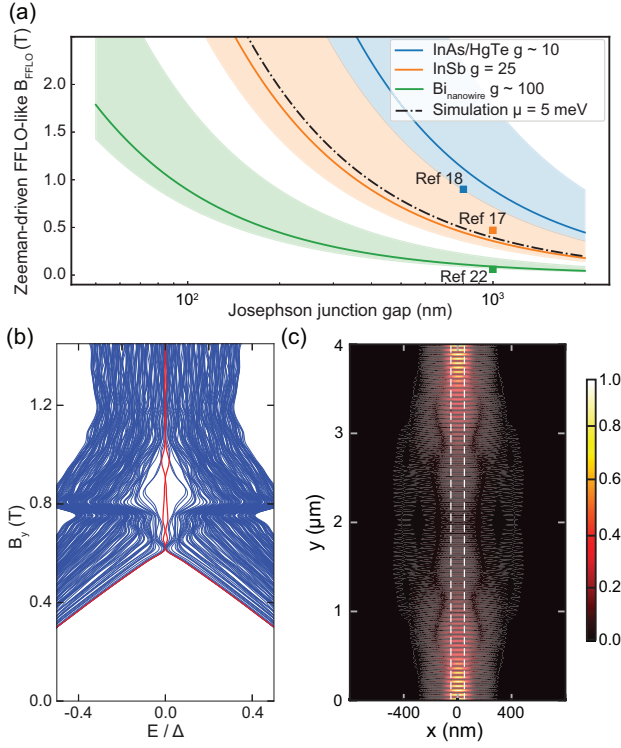 (a)
Zeeman-driven FFLO-like B_FFLO (T)
2.5
2.0
1.5
1.0
0.5
0.0
InAs/HgTe g ~ 10
InSb g = 25
Bi_nanowire g ~ 100
Simulation μ = 5 meV
Ref 18
Ref 17
Ref 22
10²
10³
Josephson junction gap (nm)
(b)
B_y (T)
1.2
0.8
0.4
0.0
-0.4
0.0
0.4
E / Δ
(c)
y (μm)
4
3
2
1
0
-400
0
400
x (nm)
1.0
0.8
0.6
0.4
0.2
0.0